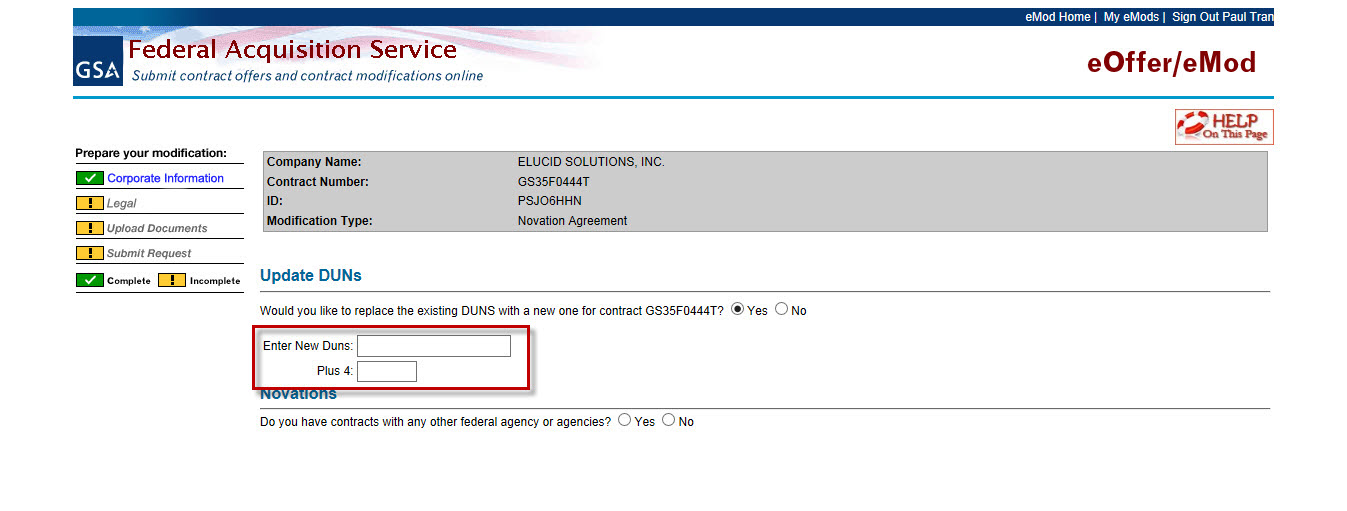 eMod Home | My eMods | Sign Out Paul Tran
GSA
Federal Acquisition Service
Submit contract offers and contract modifications online
eOffer/eMod
HELP
On This Page
Prepare your modification:
Corporate Information
Legal
Upload Documents
Submit Request
Complete Incomplete
Company Name: ELUCID SOLUTIONS, INC.
Contract Number: GS35F0444T
ID: PSJO6HHN
Modification Type: Novation Agreement
Update DUNs
Would you like to replace the existing DUNS with a new one for contract GS35F0444T? Yes No
Enter New Duns:
Plus 4:
Novations
Do you have contracts with any other federal agency or agencies? Yes No